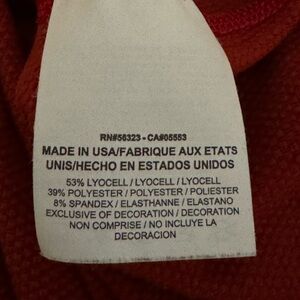 RN#56323 - CA#05553
MADE IN USA/FABRIQUE AUX ETATS
UNIS/HECHO EN ESTADOS UNIDOS
53% LYOCELL / LYOCELL / LYOCELL
39% POLYESTER / POLYESTER / POLIESTER
8% SPANDEX / ELASTHANNE / ELASTANO
EXCLUSIVE OF DECORATION / DECORATION
NON COMPRISE / NO INCLUYE LA
DECORACIÓN